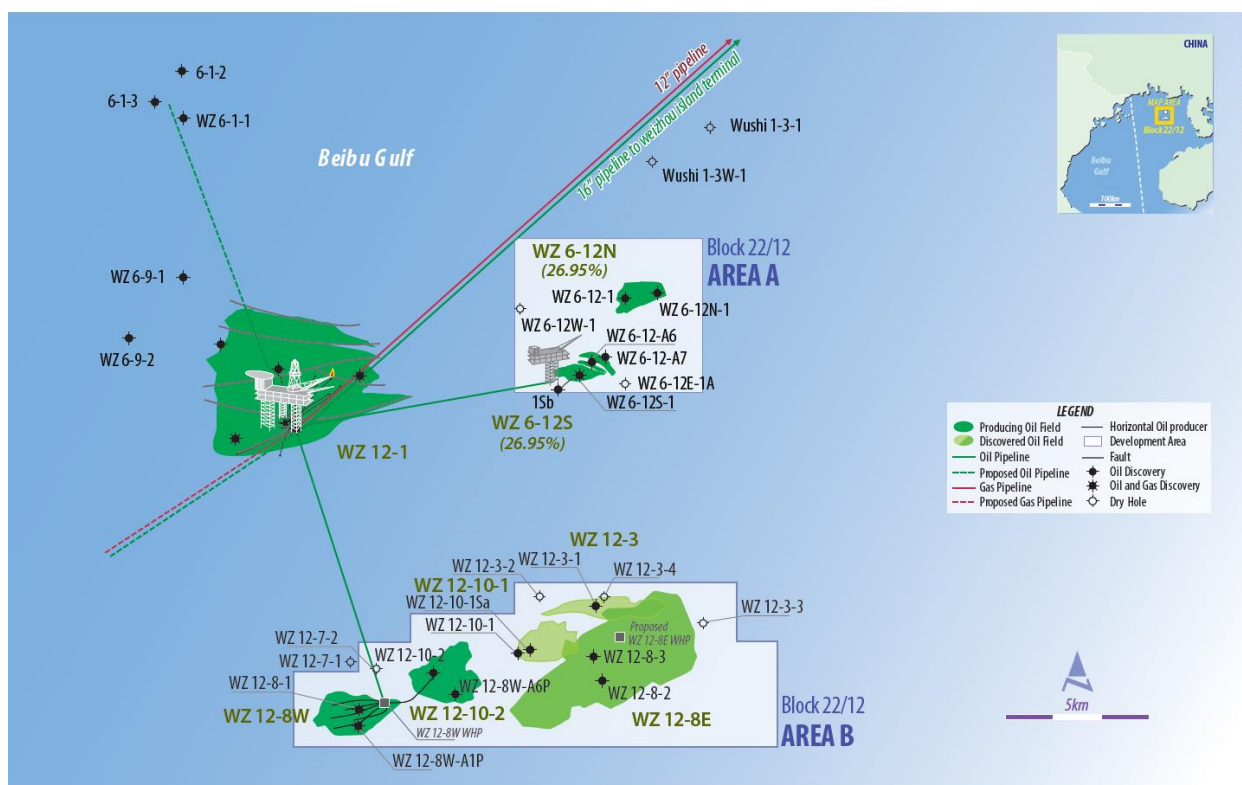 6-1-2
6-1-3
WZ 6-1-1
Beibu Gulf
12" pipeline
16" pipeline to weizhou island terminal
Wushi 1-3-1
Wushi 1-3W-1
CHINA
MAP AREA
Block 22/12
Beibu
Gulf
100km
WZ 6-9-1
WZ 6-9-2
WZ 12-1
Block 22/12
AREA A
WZ 6-12N
(26.95%)
WZ 6-12-1
WZ 6-12N-1
WZ 6-12W-1
WZ 6-12-A6
WZ 6-12-A7
WZ 6-12E-1A
WZ 6-12S-1
1Sb
WZ 6-12S
(26.95%)
LEGEND
Producing Oil Field
Discovered Oil Field
Oil Pipeline
Proposed Oil Pipeline
Gas Pipeline
Proposed Gas Pipeline
Horizontal Oil producer
Development Area
Fault
Oil Discovery
Oil and Gas Discovery
Dry Hole
WZ 12-3
WZ 12-3-1
WZ 12-3-2
WZ 12-3-4
WZ 12-3-3
WZ 12-10-1
WZ 12-10-1Sa
WZ 12-10-1
Proposed
WZ 12-8E WHP
WZ 12-7-2
WZ 12-7-1
WZ 12-10-2
WZ 12-8-3
WZ 12-8-1
WZ 12-8W-A6P
WZ 12-8-2
WZ 12-8W
WZ 12-10-2
WZ 12-8E
WZ 12-8W WHP
WZ 12-8W-A1P
Block 22/12
AREA B
5km